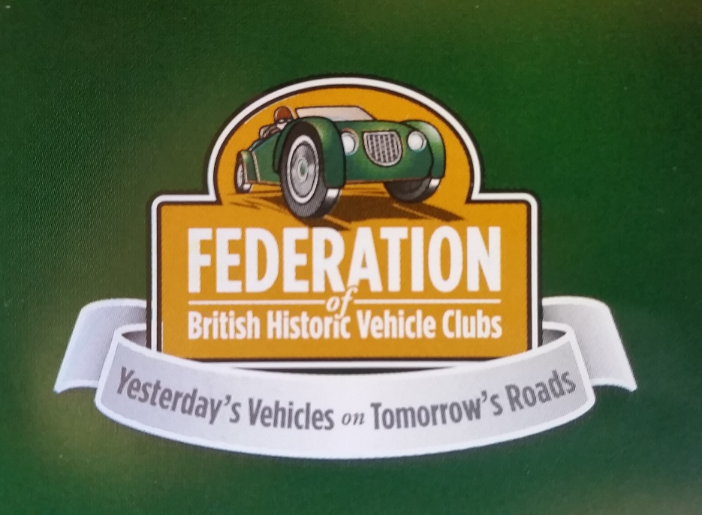 FEDERATION
of
British Historic Vehicle Clubs
Yesterday's Vehicles on Tomorrow's Roads